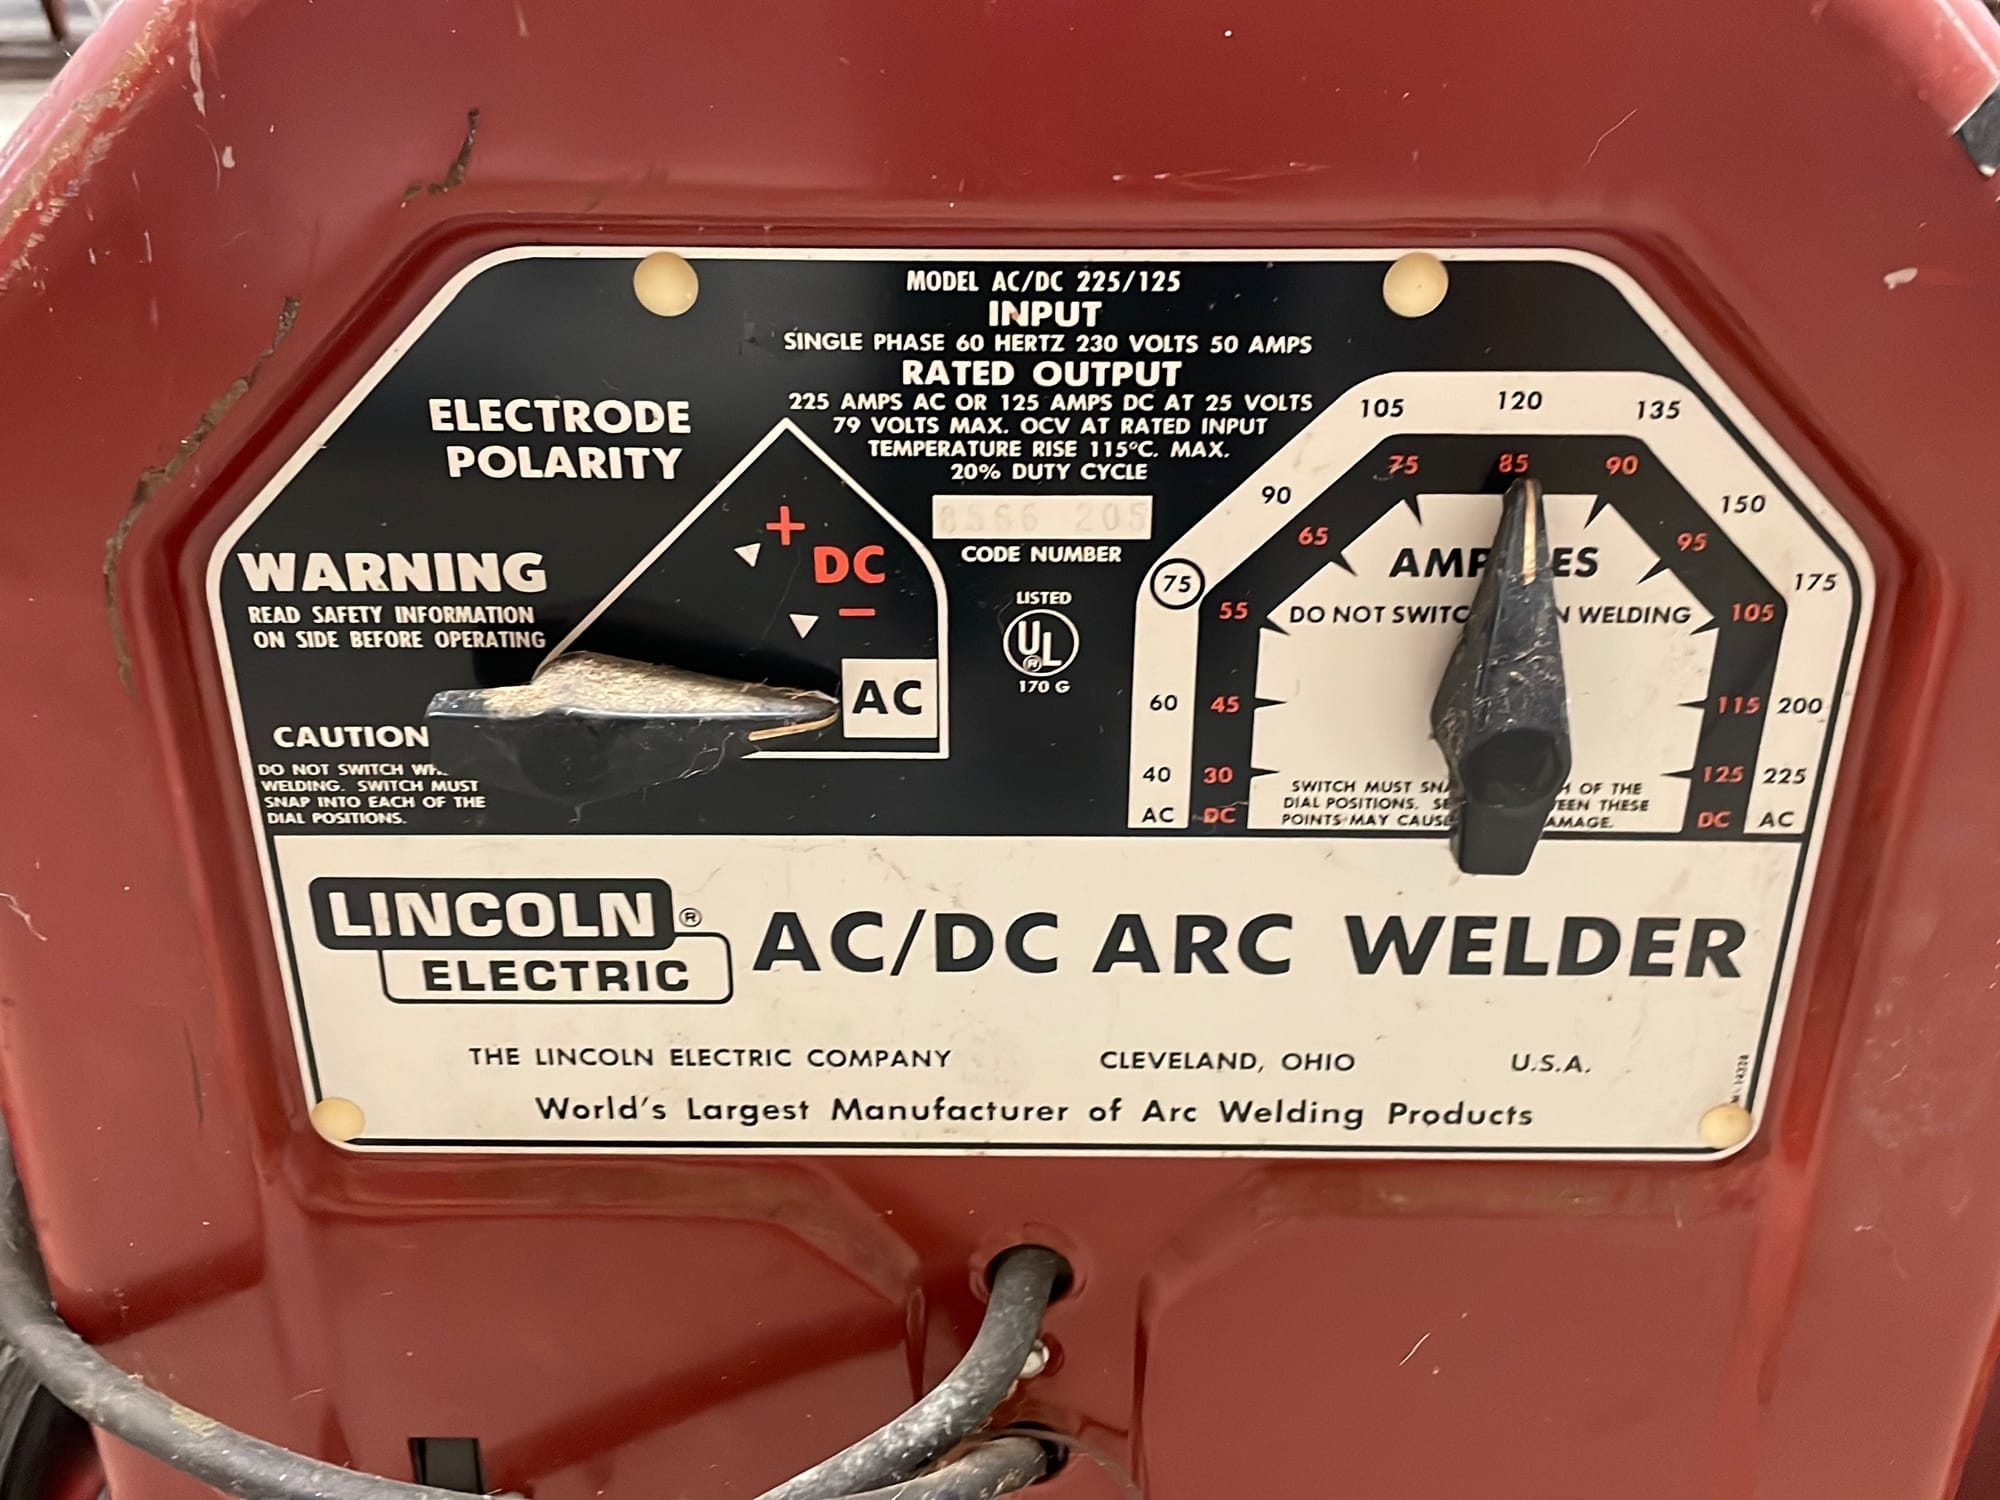 MODEL AC/DC 225/125
INPUT
SINGLE PHASE 60 HERTZ 230 VOLTS 50 AMPS
RATED OUTPUT
225 AMPS AC OR 125 AMPS DC AT 25 VOLTS
79 VOLTS MAX. OCV AT RATED INPUT
TEMPERATURE RISE 115°C. MAX.
20% DUTY CYCLE
CODE NUMBER
LISTED
UL
®
170 G
ELECTRODE
POLARITY
+
DC
−
AC
WARNING
READ SAFETY INFORMATION
ON SIDE BEFORE OPERATING
CAUTION
DO NOT SWITCH
WELDING. SWITCH MUST
SNAP INTO EACH OF THE
DIAL POSITIONS.
105 120 135
75 85 90
90 150
65 95
75 175
55 105
60 45 115 200
40 30 125 225
AC DC DC AC
DO NOT WELDING
SWITCH MUST OF THE
DIAL POSITIONS. THESE
POINTS MAY
LINCOLN ®
ELECTRIC
AC/DC ARC WELDER
THE LINCOLN ELECTRIC COMPANY CLEVELAND, OHIO U.S.A.
World's Largest Manufacturer of Arc Welding Products